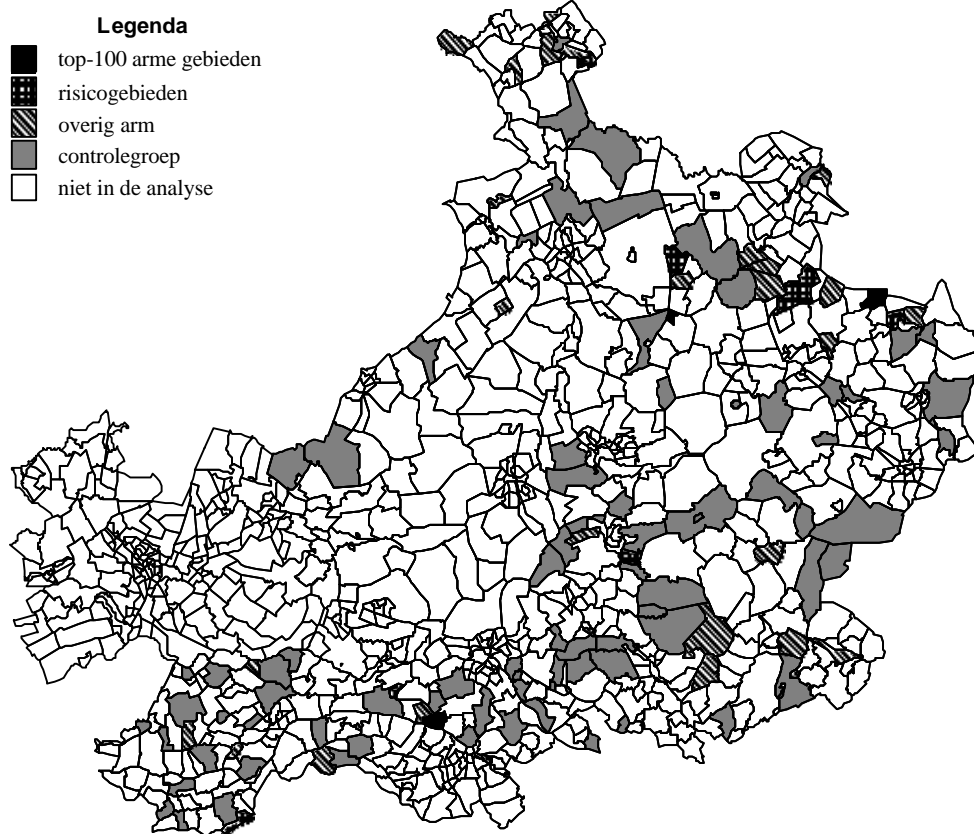 Legenda
top-100 arme gebieden
risicogebieden
overig arm
controlegroep
niet in de analyse